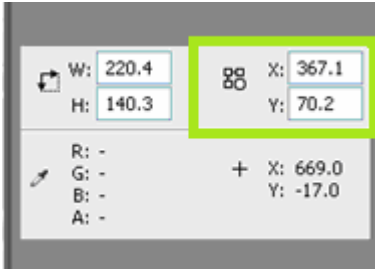 W: 220.4 X: 367.1
H: 140.3 Y: 70.2
R: -
G: - + X: 669.0
B: - Y: -17.0
A: -